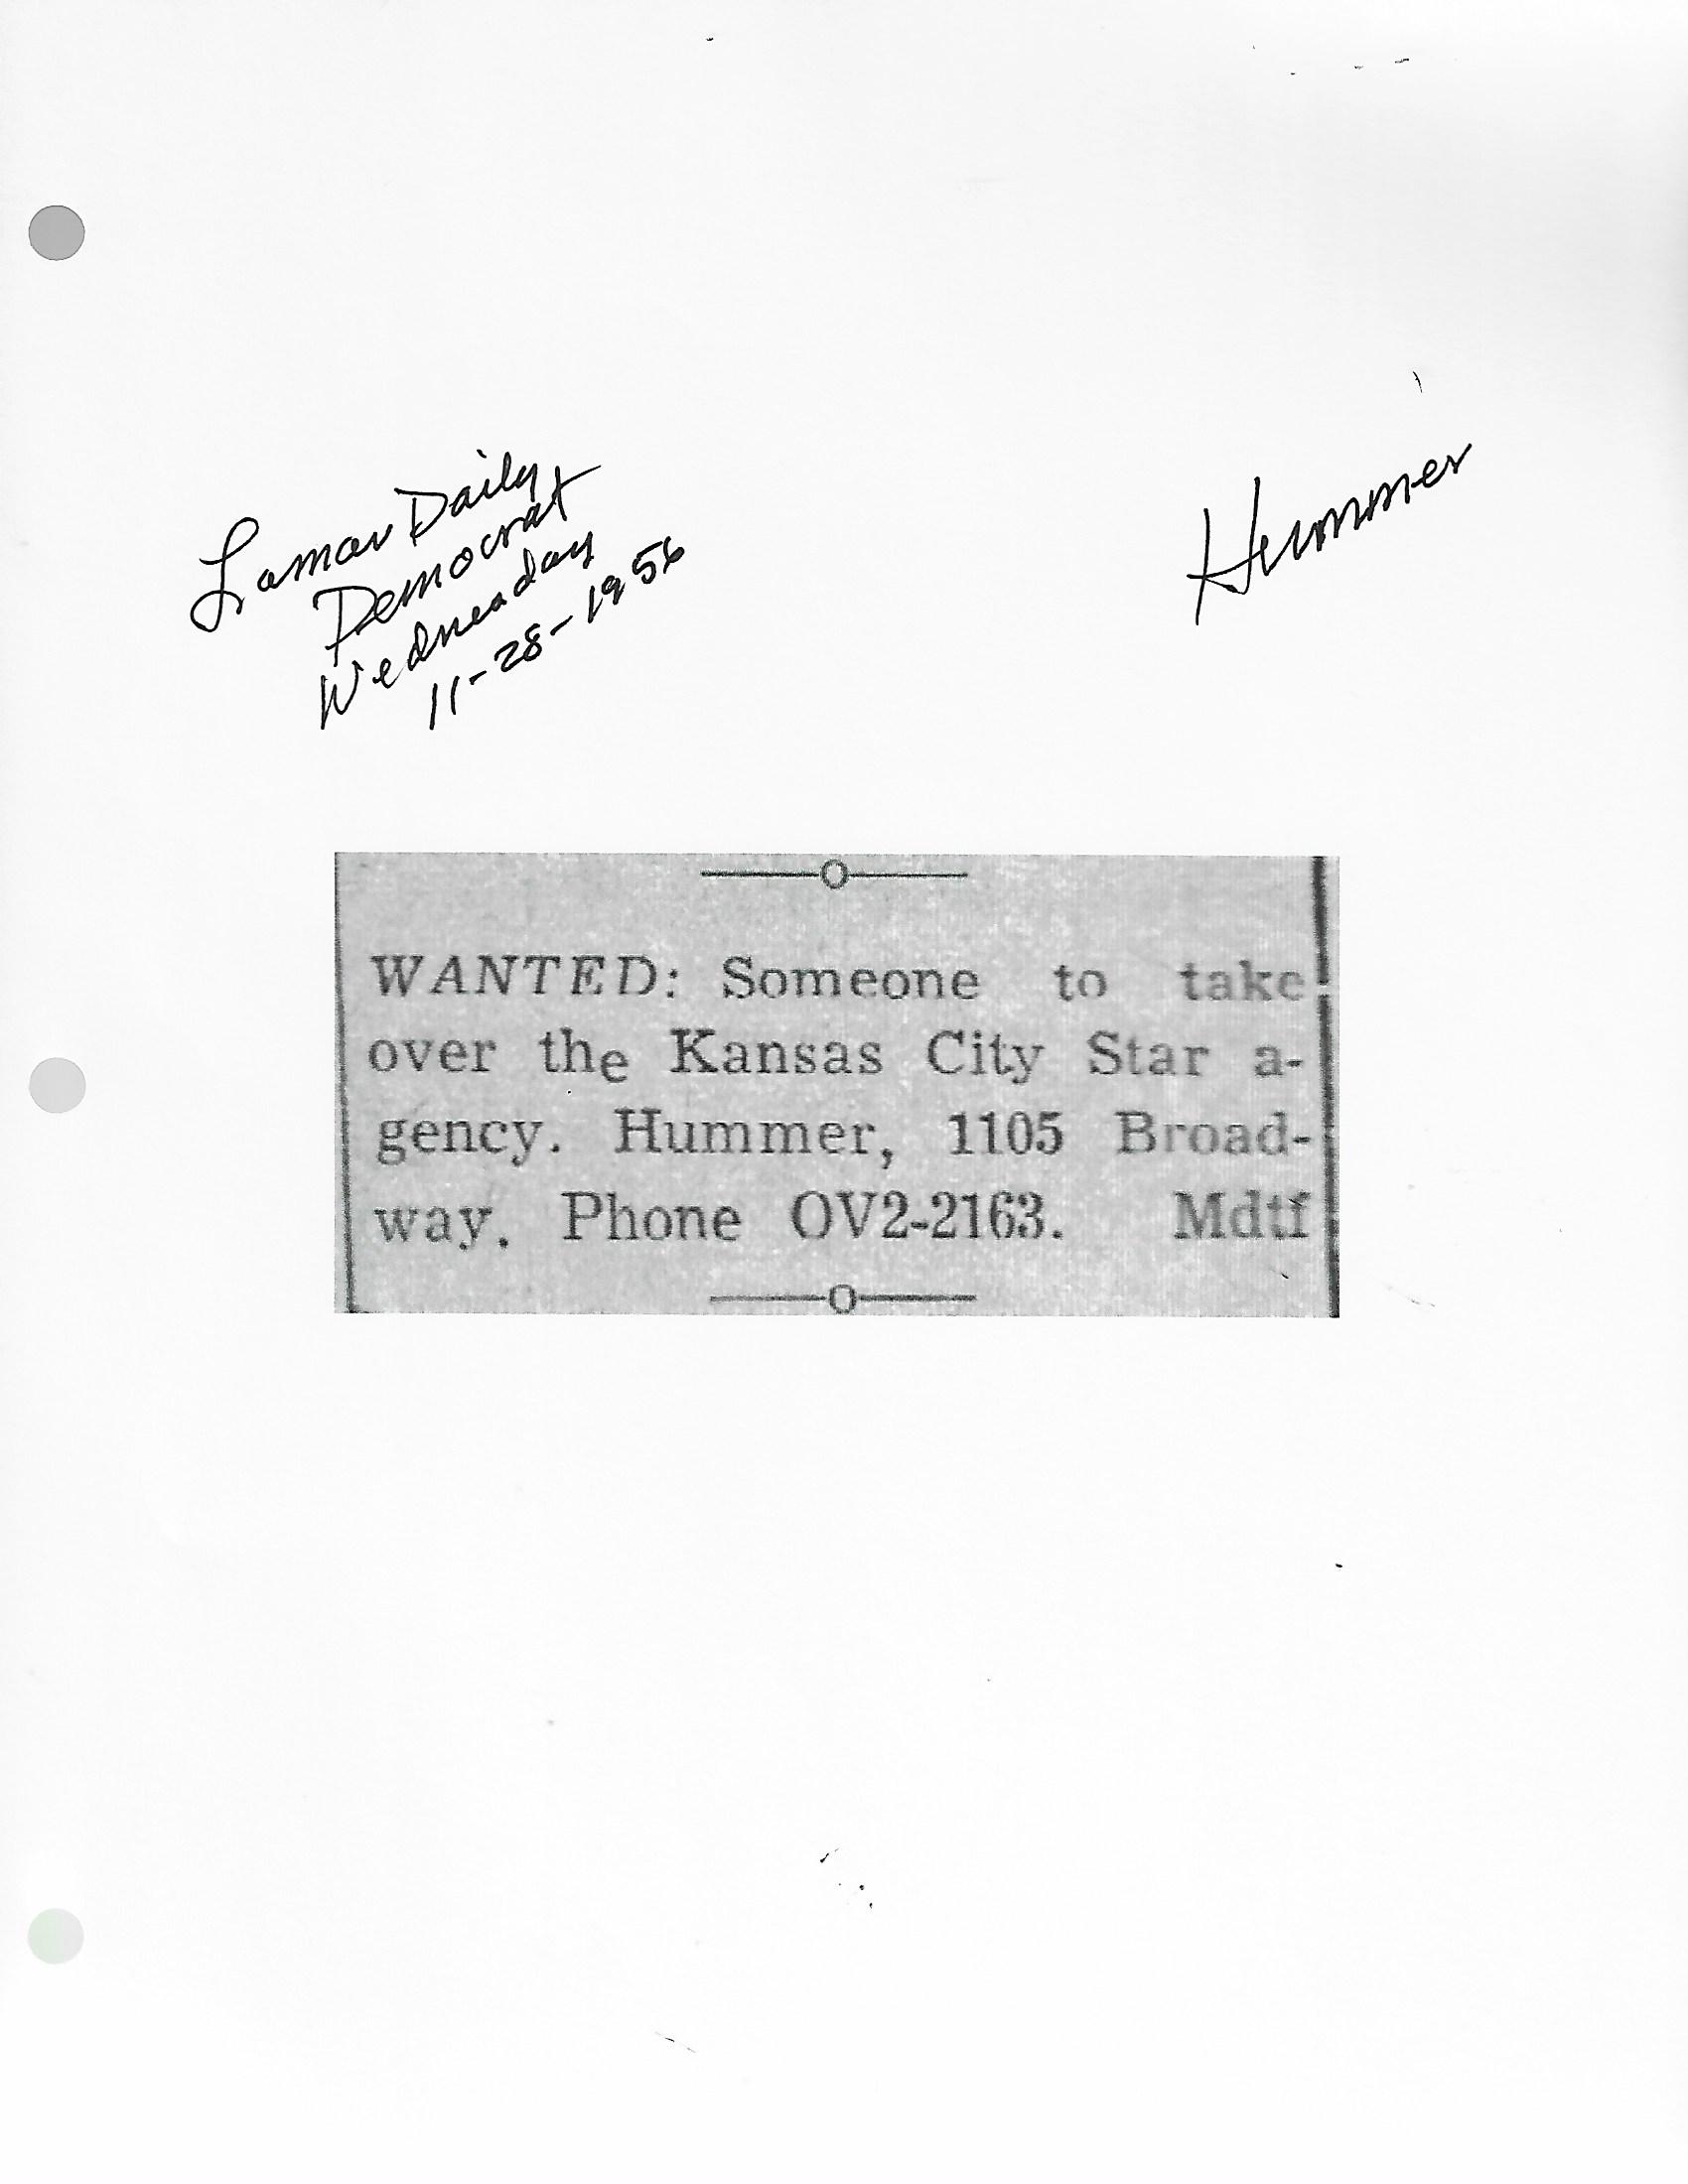 Lamar Daily
Democrat
Wednesday
11-28-1956
Hummer
WANTED: Someone to take
over the Kansas City Star a-
gency. Hummer, 1105 Broad-
way. Phone OV2-2163. Mdtf